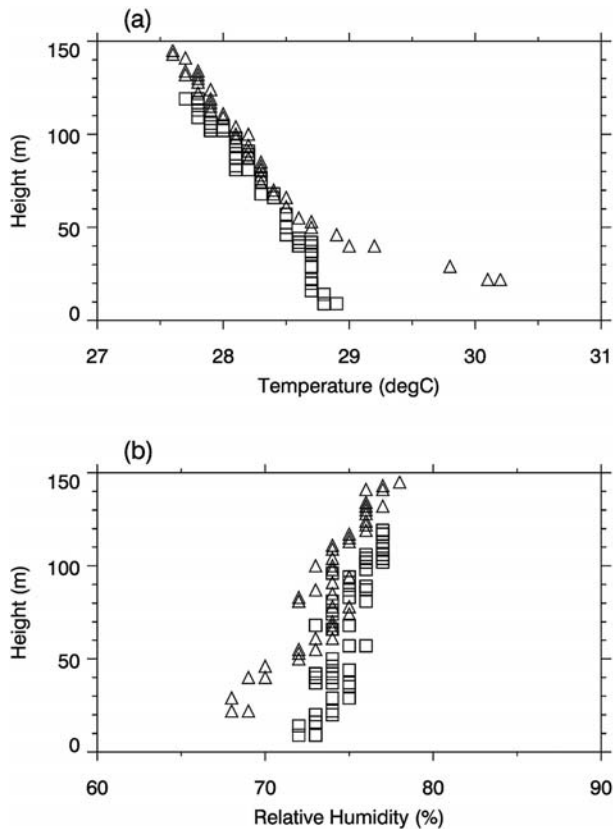 (a)
150
100
50
0
Height (m)
27 28 29 30 31
Temperature (degC)
(b)
150
100
50
0
Height (m)
60 70 80 90
Relative Humidity (%)